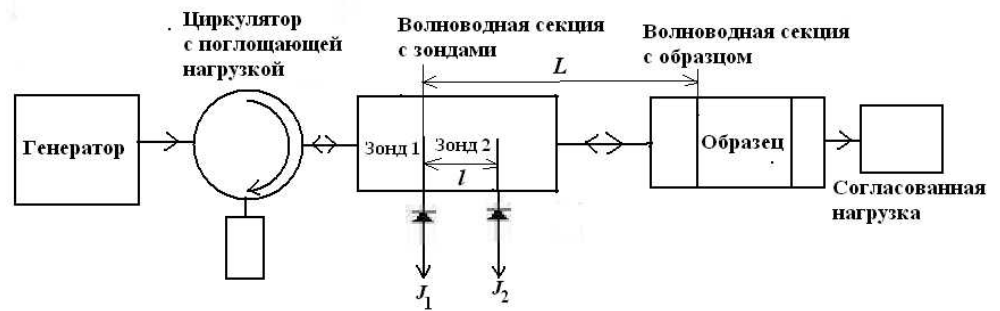 Циркулятор
с поглощающей
нагрузкой
Волноводная секция
с зондами
Волноводная секция
с образцом
L
Генератор
Зонд 1
Зонд 2
l
Образец
Согласованная
нагрузка
J1
J2